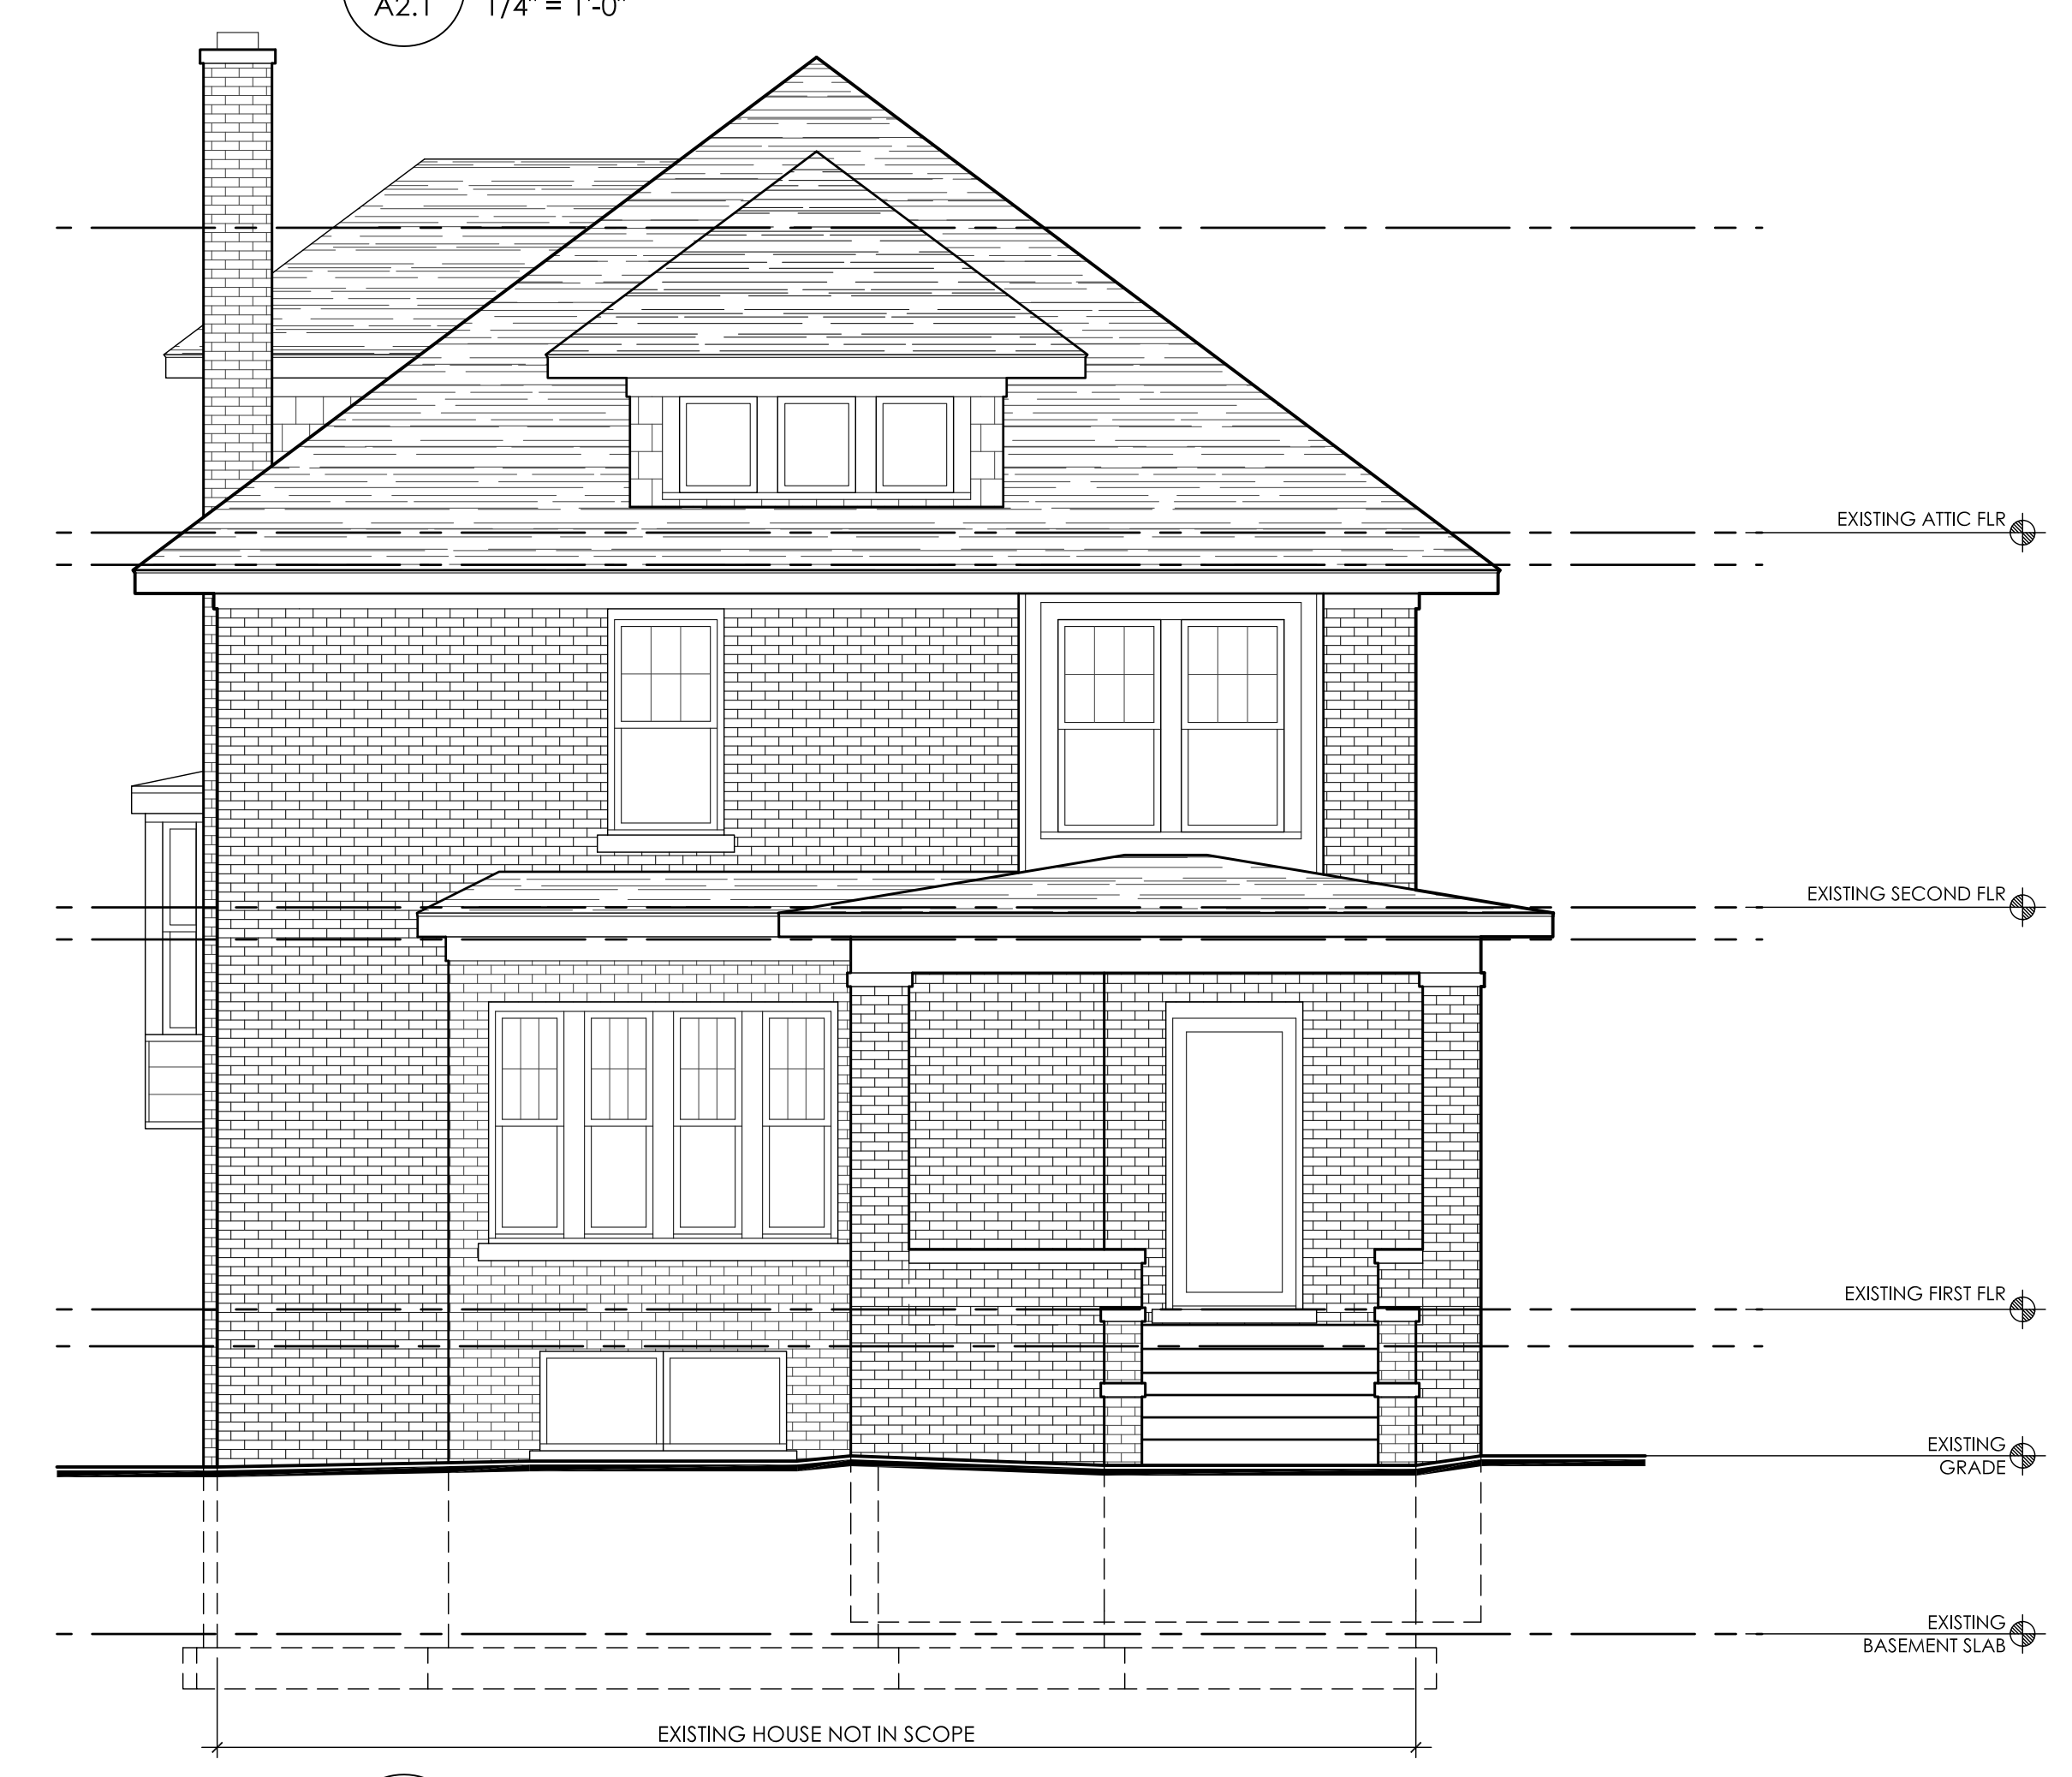 A2.1 1/4" = 1'-0"
EXISTING ATTIC FLR
EXISTING SECOND FLR
EXISTING FIRST FLR
EXISTING
GRADE
EXISTING
BASEMENT SLAB
EXISTING HOUSE NOT IN SCOPE